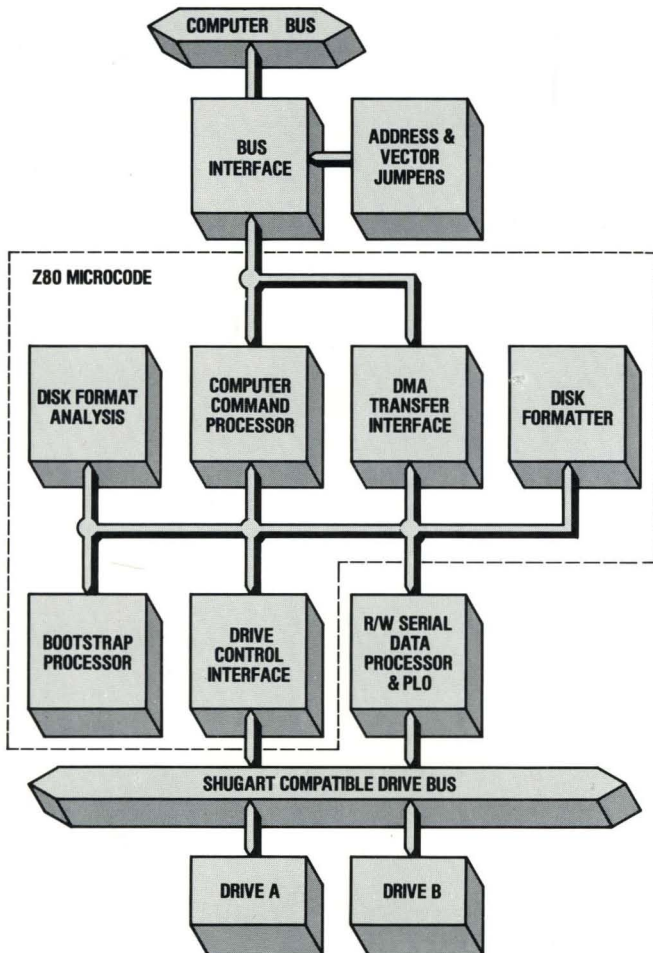 COMPUTER BUS
BUS
INTERFACE
ADDRESS &
VECTOR
JUMPERS
Z80 MICROCODE
DISK FORMAT
ANALYSIS
COMPUTER
COMMAND
PROCESSOR
DMA
TRANSFER
INTERFACE
DISK
FORMATTER
BOOTSTRAP
PROCESSOR
DRIVE
CONTROL
INTERFACE
R/W SERIAL
DATA
PROCESSOR
& PLO
SHUGART COMPATIBLE DRIVE BUS
DRIVE A
DRIVE B